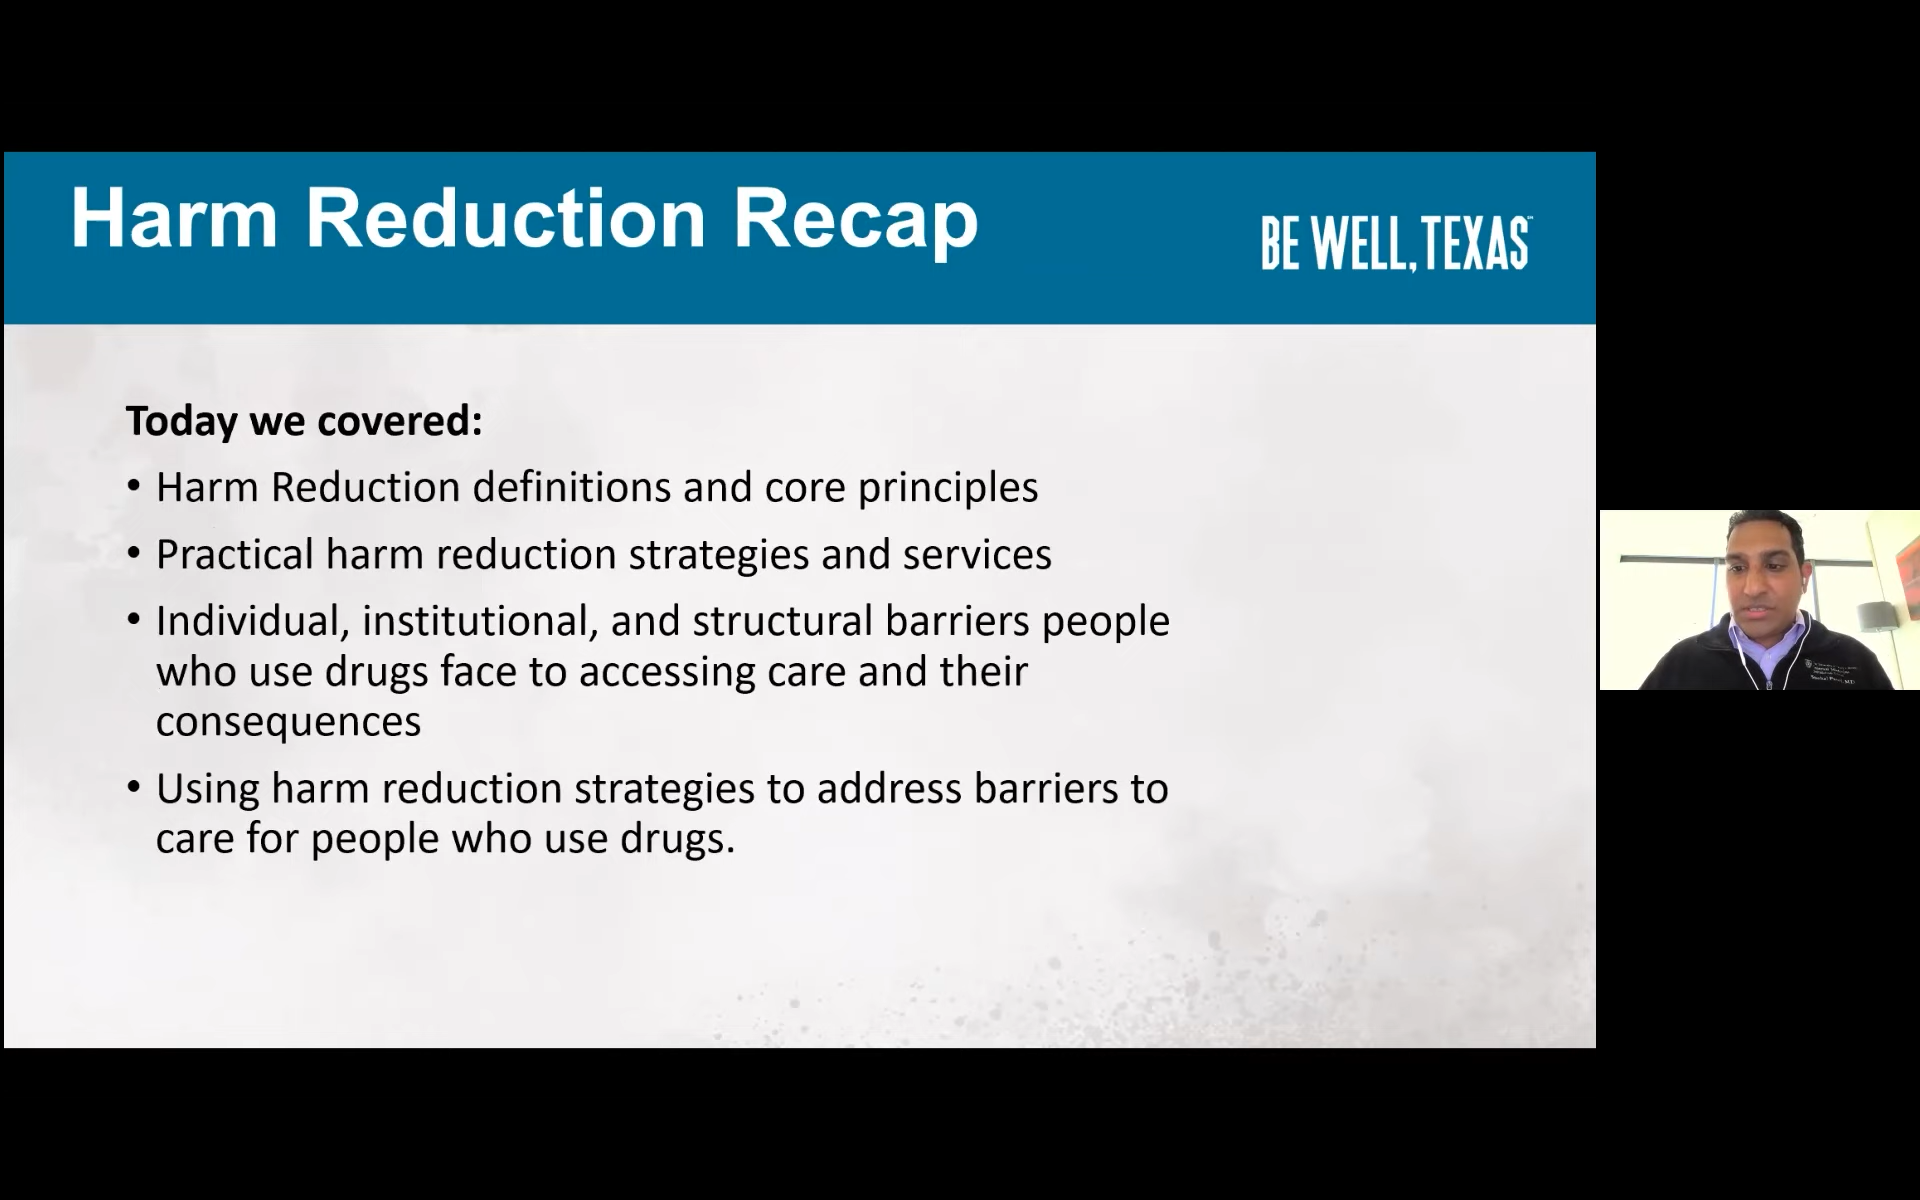 Harm Reduction Recap
BE WELL, TEXAS™
Today we covered:
• Harm Reduction definitions and core principles
• Practical harm reduction strategies and services
• Individual, institutional, and structural barriers people
who use drugs face to accessing care and their
consequences
• Using harm reduction strategies to address barriers to
care for people who use drugs.